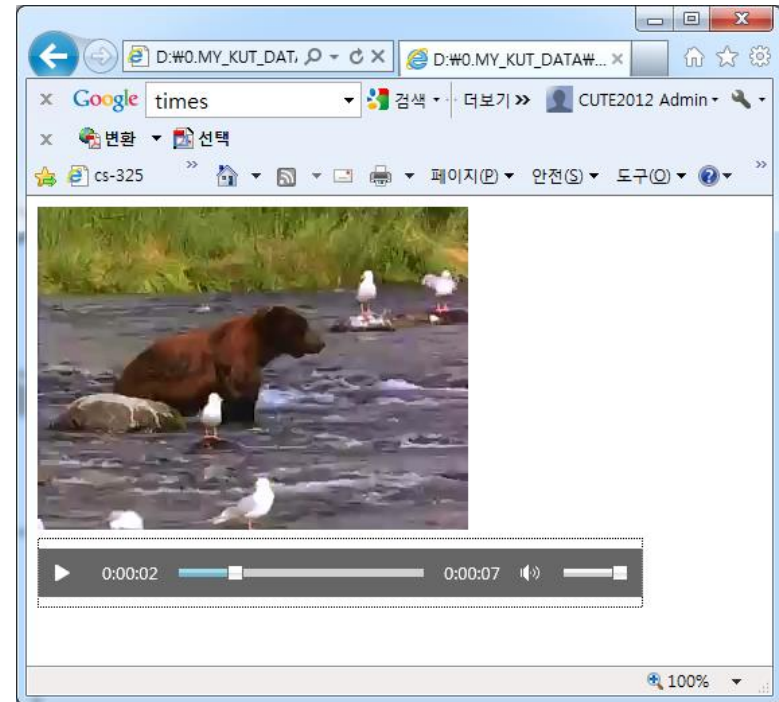 D:₩0.MY_KUT_DAT, D:₩0.MY_KUT_DATA₩...
Google times 검색 더보기 » CUTE2012 Admin
변환 선택
cs-325 » 페이지(P) 안전(S) 도구(O) »
0:00:02 0:00:07
100%